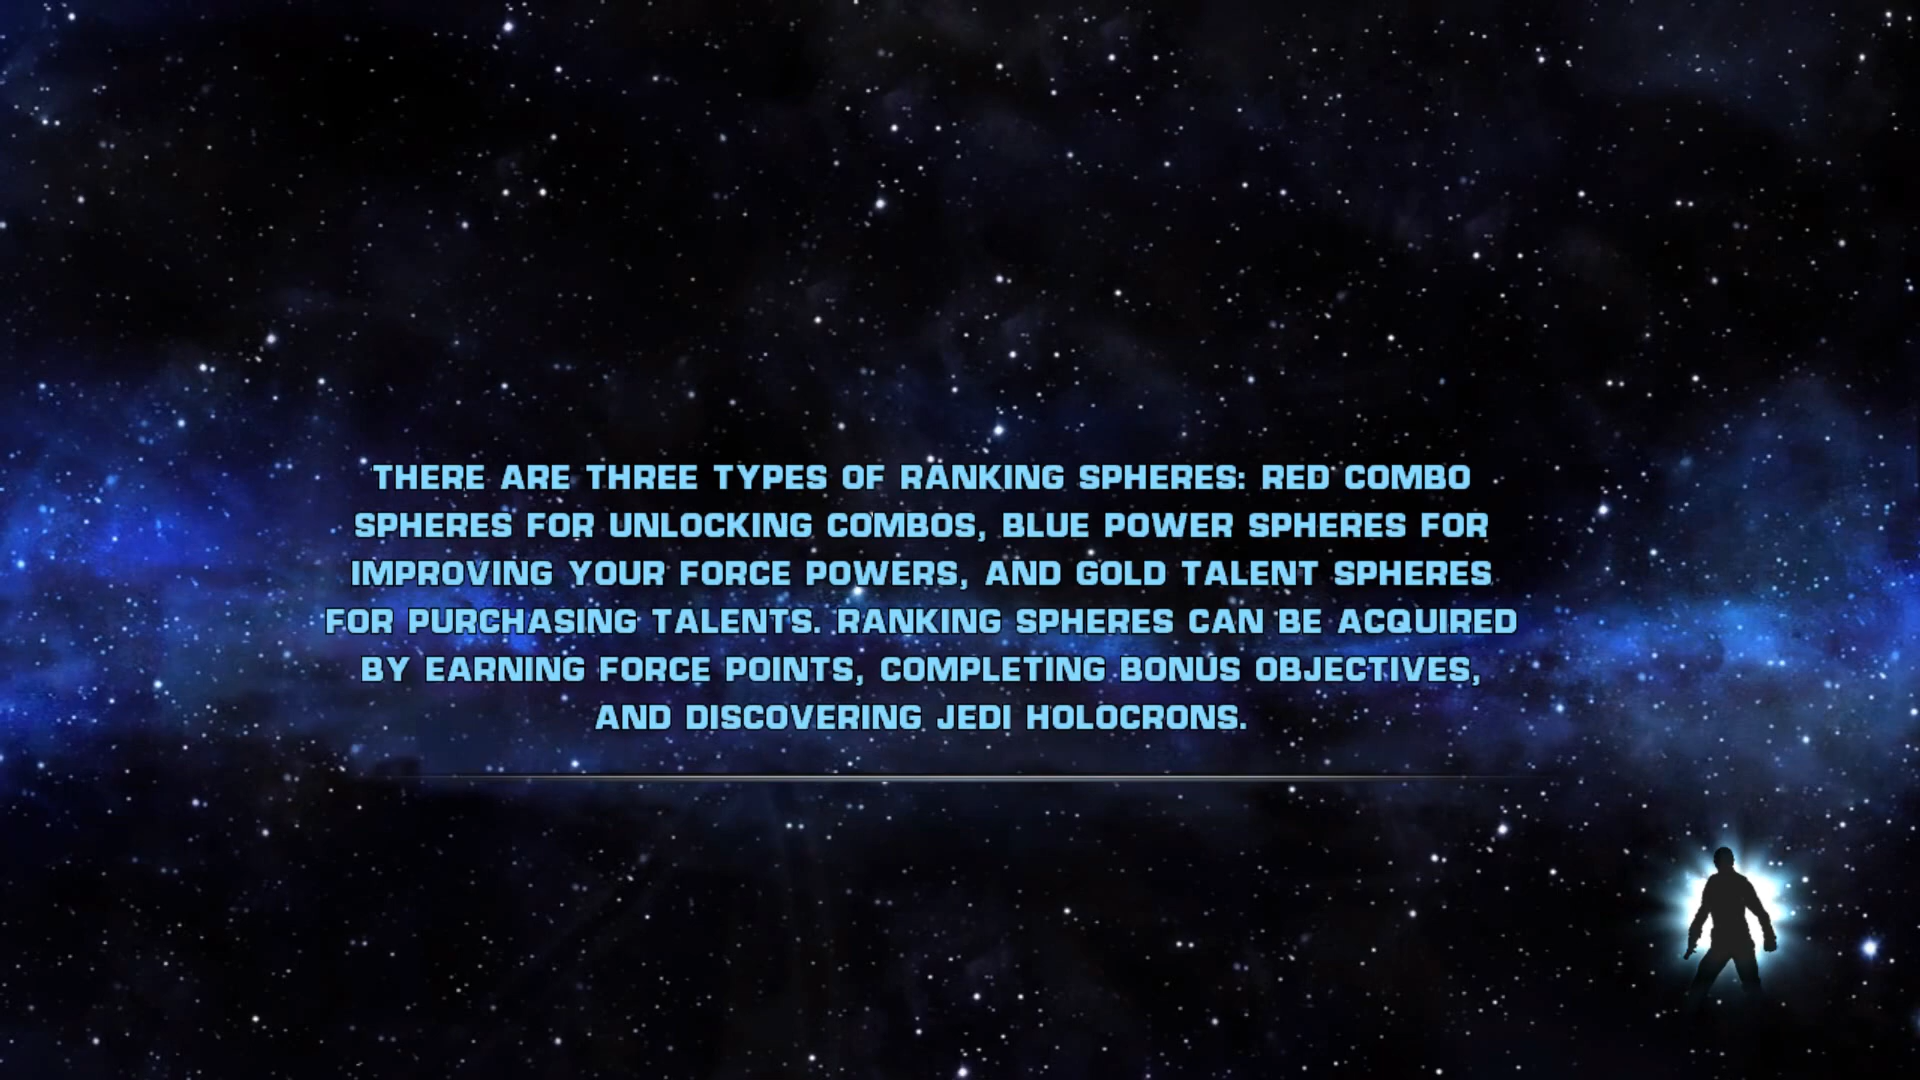 THERE ARE THREE TYPES OF RANKING SPHERES: RED COMBO
SPHERES FOR UNLOCKING COMBOS, BLUE POWER SPHERES FOR
IMPROVING YOUR FORCE POWERS, AND GOLD TALENT SPHERES
FOR PURCHASING TALENTS. RANKING SPHERES CAN BE ACQUIRED
BY EARNING FORCE POINTS, COMPLETING BONUS OBJECTIVES,
AND DISCOVERING JEDI HOLOCRONS.